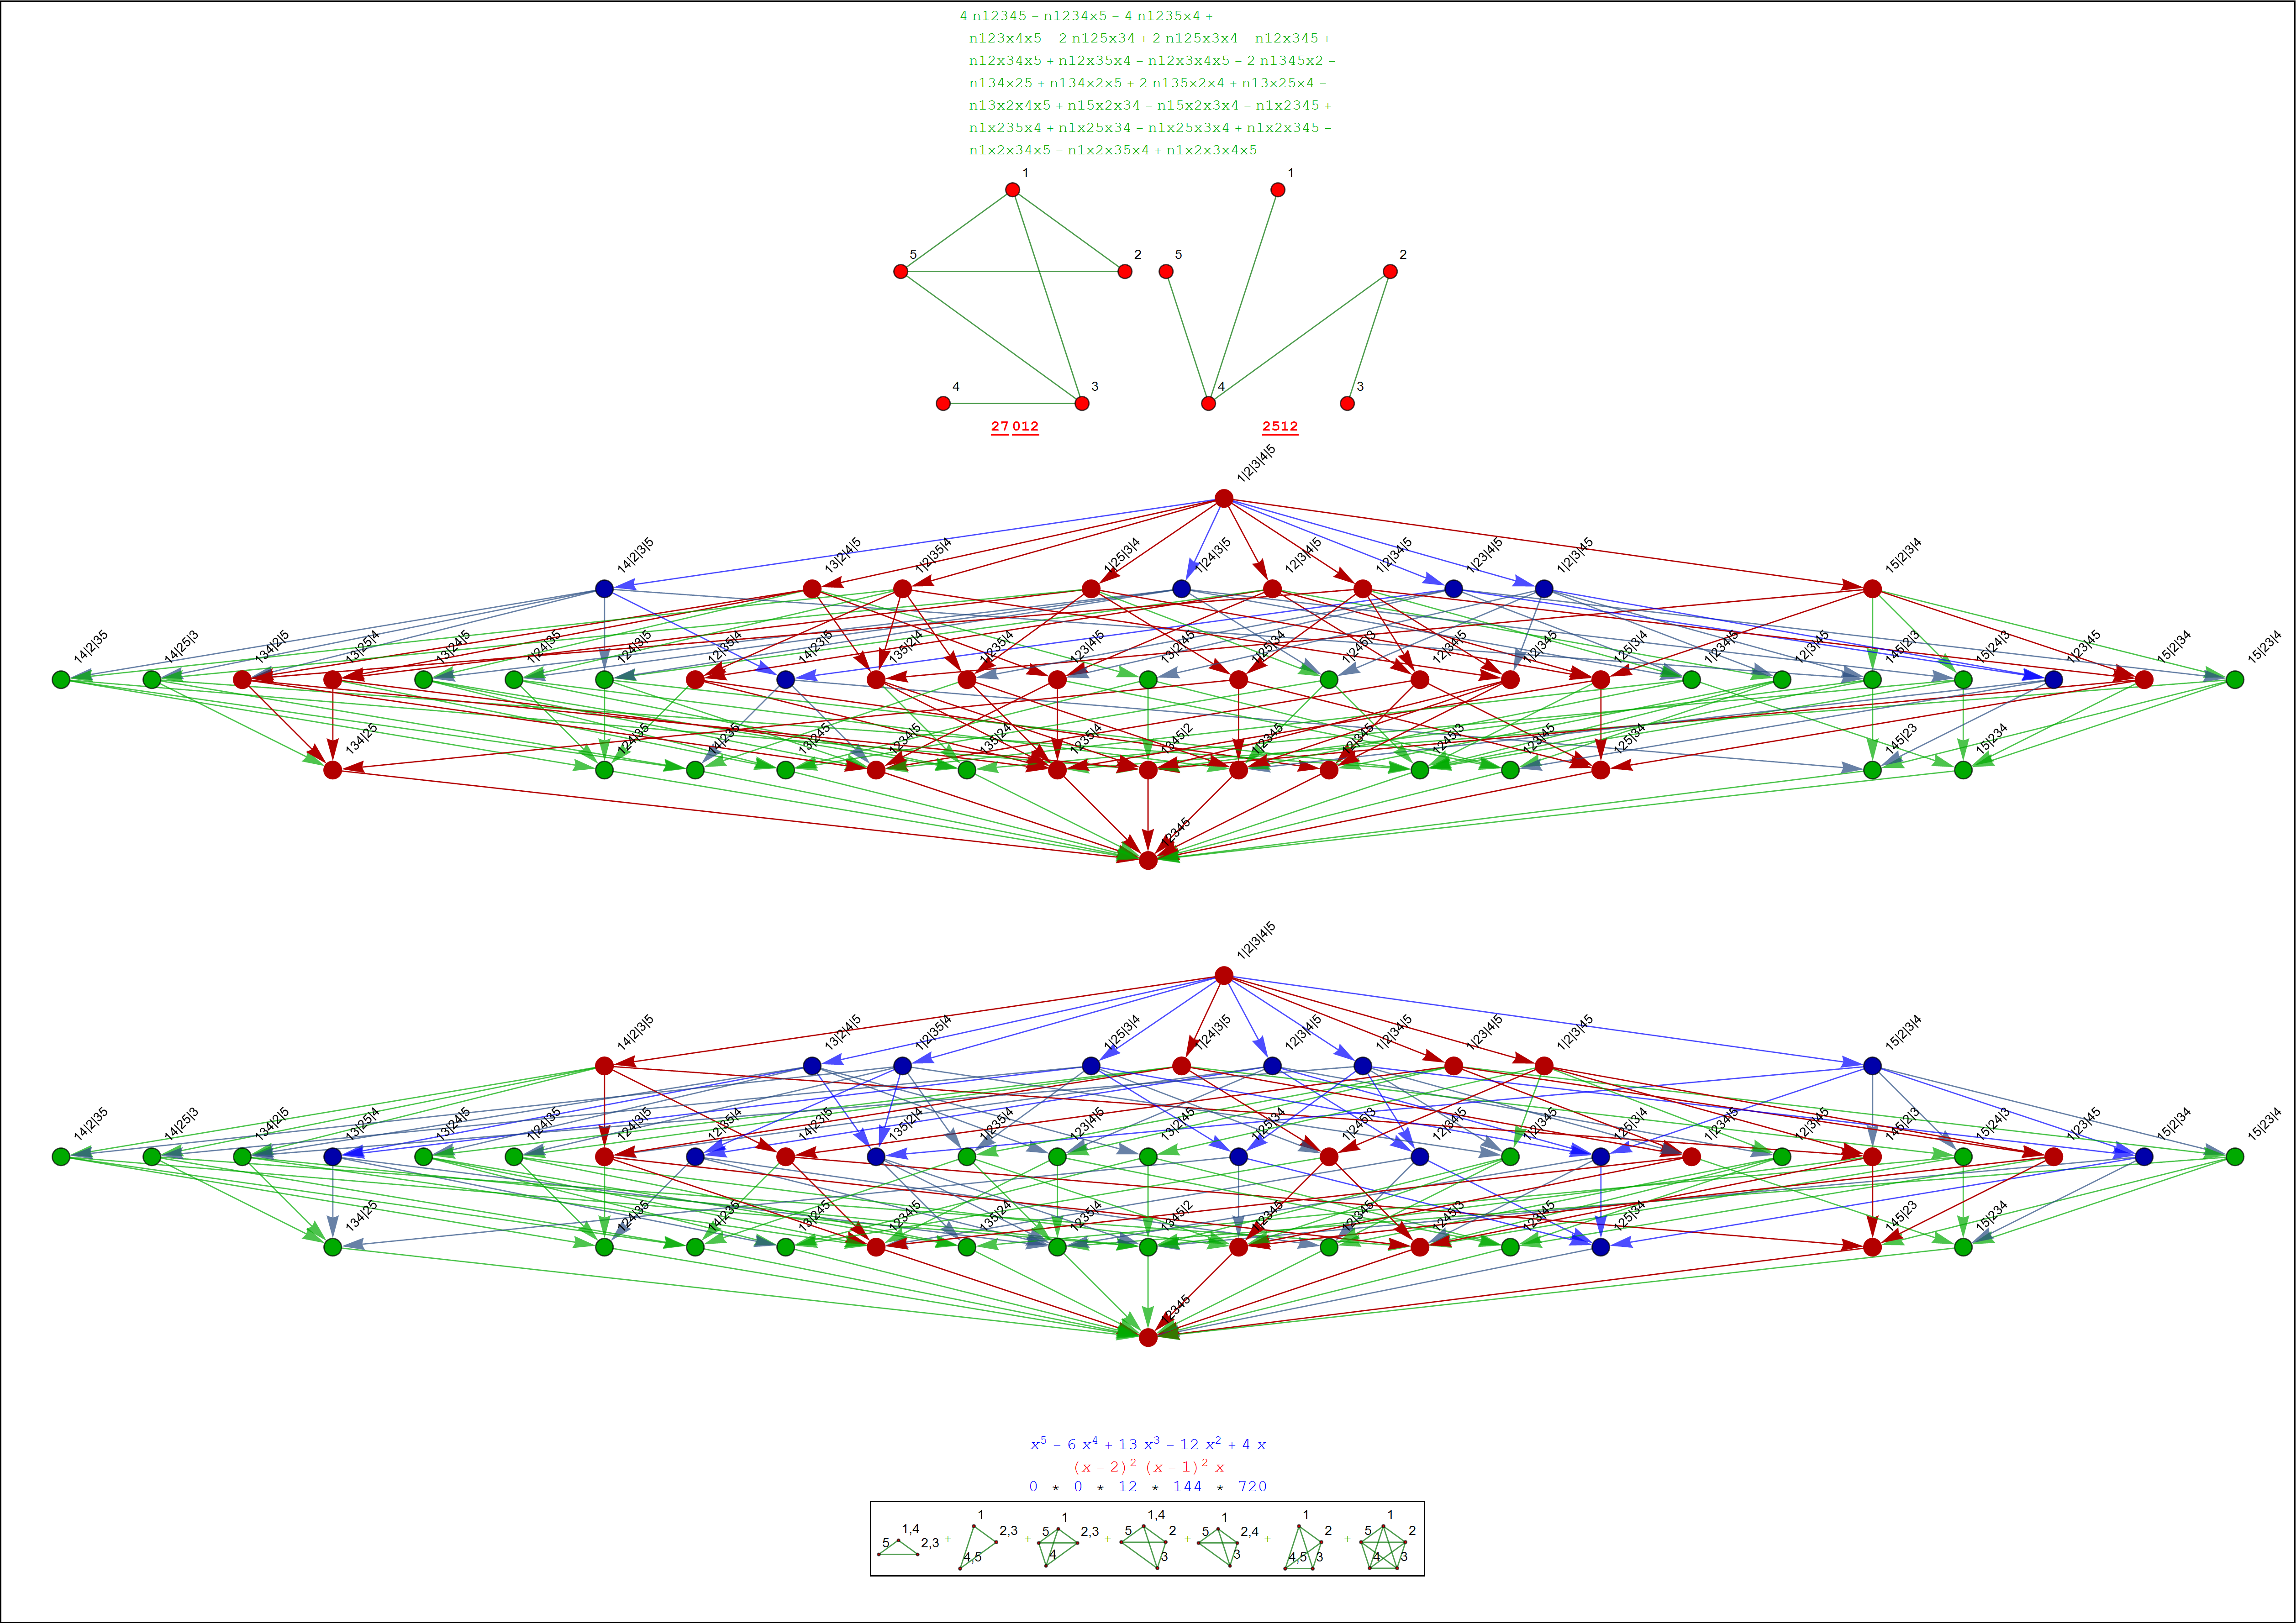 4 n12345 – n1234x5 – 4 n1235x4 +
n123x4x5 – 2 n125x34 + 2 n125x3x4 – n12x345 +
n12x34x5 + n12x35x4 – n12x3x4x5 – 2 n1345x2 –
n134x25 + n134x2x5 + 2 n135x2x4 + n13x25x4 –
n13x2x4x5 + n15x2x34 – n15x2x3x4 – n1x2345 +
n1x235x4 + n1x25x34 – n1x25x3x4 + n1x2x345 –
n1x2x34x5 – n1x2x35x4 + n1x2x3x4x5
1 1
5 2 5 2
4 3 4 3
27 012 2512
1|2|3|4|5
14|2|3|5 13|2|4|5 1|2|35|4 1|25|3|4 1|24|3|5 12|3|4|5 1|2|34|5 1|23|4|5 1|2|3|45 15|2|3|4
14|2|35 14|25|3 134|2|5 13|25|4 13|24|5 1|24|35 124|3|5 12|35|4 14|23|5 135|2|4 1|235|4 123|4|5 13|2|45 1|25|34 1|245|3 12|34|5 1|2|345 125|3|4 1|234|5 12|3|45 145|2|3 15|24|3 1|23|45 15|2|34 15|23|4
134|25 124|35 14|235 13|245 1234|5 135|24 1235|4 1345|2 1|2345 12|345 1245|3 123|45 125|34 145|23 15|234
12345
1|2|3|4|5
14|2|3|5 13|2|4|5 1|2|35|4 1|25|3|4 1|24|3|5 12|3|4|5 1|2|34|5 1|23|4|5 1|2|3|45 15|2|3|4
14|2|35 14|25|3 134|2|5 13|25|4 13|24|5 1|24|35 124|3|5 12|35|4 14|23|5 135|2|4 1|235|4 123|4|5 13|2|45 1|25|34 1|245|3 12|34|5 1|2|345 125|3|4 1|234|5 12|3|45 145|2|3 15|24|3 1|23|45 15|2|34 15|23|4
134|25 124|35 14|235 13|245 1234|5 135|24 1235|4 1345|2 1|2345 12|345 1245|3 123|45 125|34 145|23 15|234
12345
x⁵ – 6 x⁴ + 13 x³ – 12 x² + 4 x
(x – 2)² (x – 1)² x
0 * 0 * 12 * 144 * 720
5 1,4 2,3 + 1 2,3 4,5 + 1 5 2,3 4 + 1,4 5 2 3 + 1 5 2,4 3 + 1 2 4,5 3 + 1 5 2 4 3